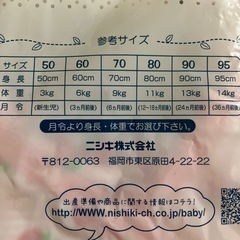 参考サイズ
サイズ 50 60 70 80 90 95
身長 50cm 60cm 70cm 80cm 90cm 95cm
体重 3kg 6kg 9kg 11kg 13kg 14kg
月令 (新生児) (3ヵ月前後) (6ヵ月前後) (12~18ヵ月前後) (24ヵ月前後) (36ヵ月前後)
月令より身長・体重でお選び下さい。
ニシキ株式会社
〒812-0063 福岡市東区原田4-22-22
出産準備や商品に関する情報はコチラ!
http://www.nishiki-ch.co.jp/baby/